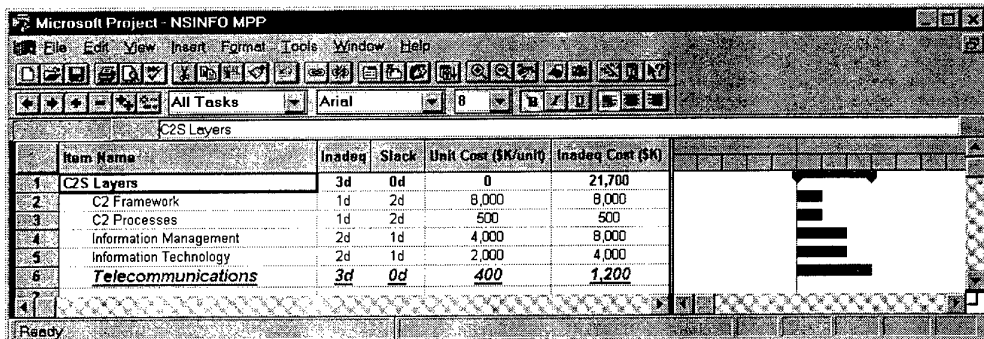 Microsoft Project - NSINFO MPP
File Edit View Insert Format Tools Window Help
All Tasks Arial 8 B I U
C2S Layers
Item Name Inadeq Slack Unit Cost ($K/unit) Inadeq Cost ($K)
1 C2S Layers 3d 0d 0 21,700
2 C2 Framework 1d 2d 8,000 8,000
3 C2 Processes 1d 2d 500 500
4 Information Management 2d 1d 4,000 8,000
5 Information Technology 2d 1d 2,000 4,000
6 Telecommunications 3d 0d 400 1,200
7
Ready